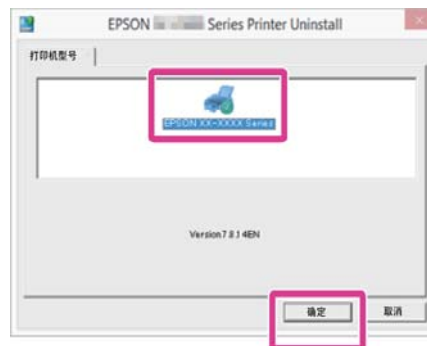 EPSON Series Printer Uninstall
打印机型号
EPSON XX-XXXX Series
Version7.8.14EN
确定
取消